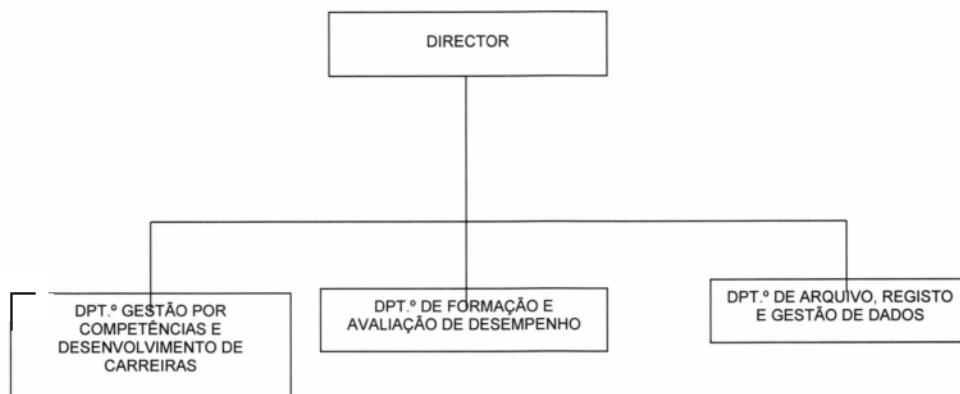 DIRECTOR
DPT.º GESTÃO POR
COMPETÊNCIAS E
DESENVOLVIMENTO DE
CARREIRAS
DPT.º DE FORMAÇÃO E
AVALIAÇÃO DE DESEMPENHO
DPT.º DE ARQUIVO, REGISTO
E GESTÃO DE DADOS